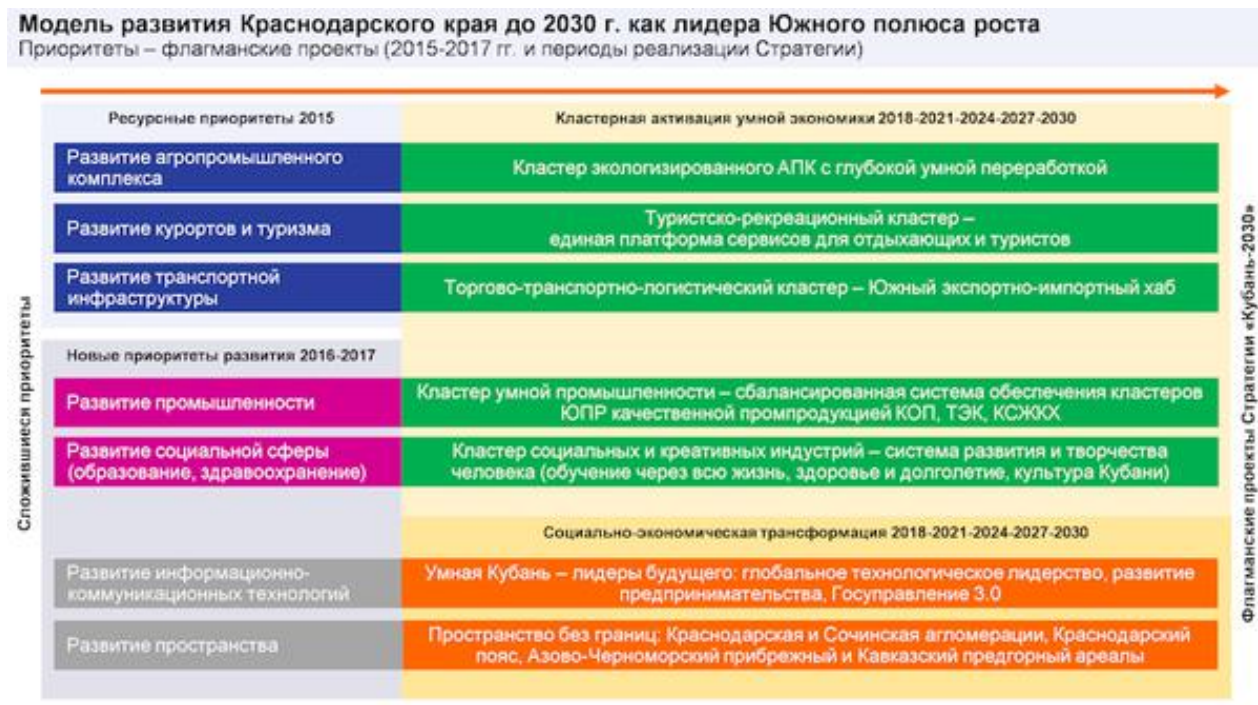 Модель развития Краснодарского края до 2030 г. как лидера Южного полюса роста
Приоритеты – флагманские проекты (2015-2017 гг. и периоды реализации Стратегии)
Ресурсные приоритеты 2015
Кластерная активация умной экономики 2018-2021-2024-2027-2030
Развитие агропромышленного
комплекса
Кластер экологизированного АПК с глубокой умной переработкой
Развитие курортов и туризма
Туристско-рекреационный кластер –
единая платформа сервисов для отдыхающих и туристов
Развитие транспортной
инфраструктуры
Торгово-транспортно-логистический кластер – Южный экспортно-импортный хаб
Новые приоритеты развития 2016-2017
Развитие промышленности
Кластер умной промышленности – сбалансированная система обеспечения кластеров
ЮПР качественной промпродукцией КОП, ТЭК, КСЖКХ
Развитие социальной сферы
(образование, здравоохранение)
Кластер социальных и креативных индустрий – система развития и творчества
человека (обучение через всю жизнь, здоровье и долголетие, культура Кубани)
Социально-экономическая трансформация 2018-2021-2024-2027-2030
Развитие информационно-
коммуникационных технологий
Умная Кубань – лидеры будущего: глобальное технологическое лидерство, развитие
предпринимательства, Госуправление 3.0
Развитие пространства
Пространство без границ: Краснодарская и Сочинская агломерации, Краснодарский
пояс, Азово-Черноморский прибрежный и Кавказский предгорный ареалы
Сложившиеся приоритеты
Флагманские проекты Стратегии «Кубань-2030»